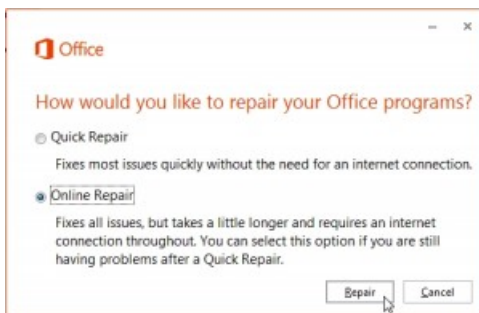 Office
How would you like to repair your Office programs?
Quick Repair
Fixes most issues quickly without the need for an internet connection.
Online Repair
Fixes all issues, but takes a little longer and requires an internet
connection throughout. You can select this option if you are still
having problems after a Quick Repair.
Repair Cancel